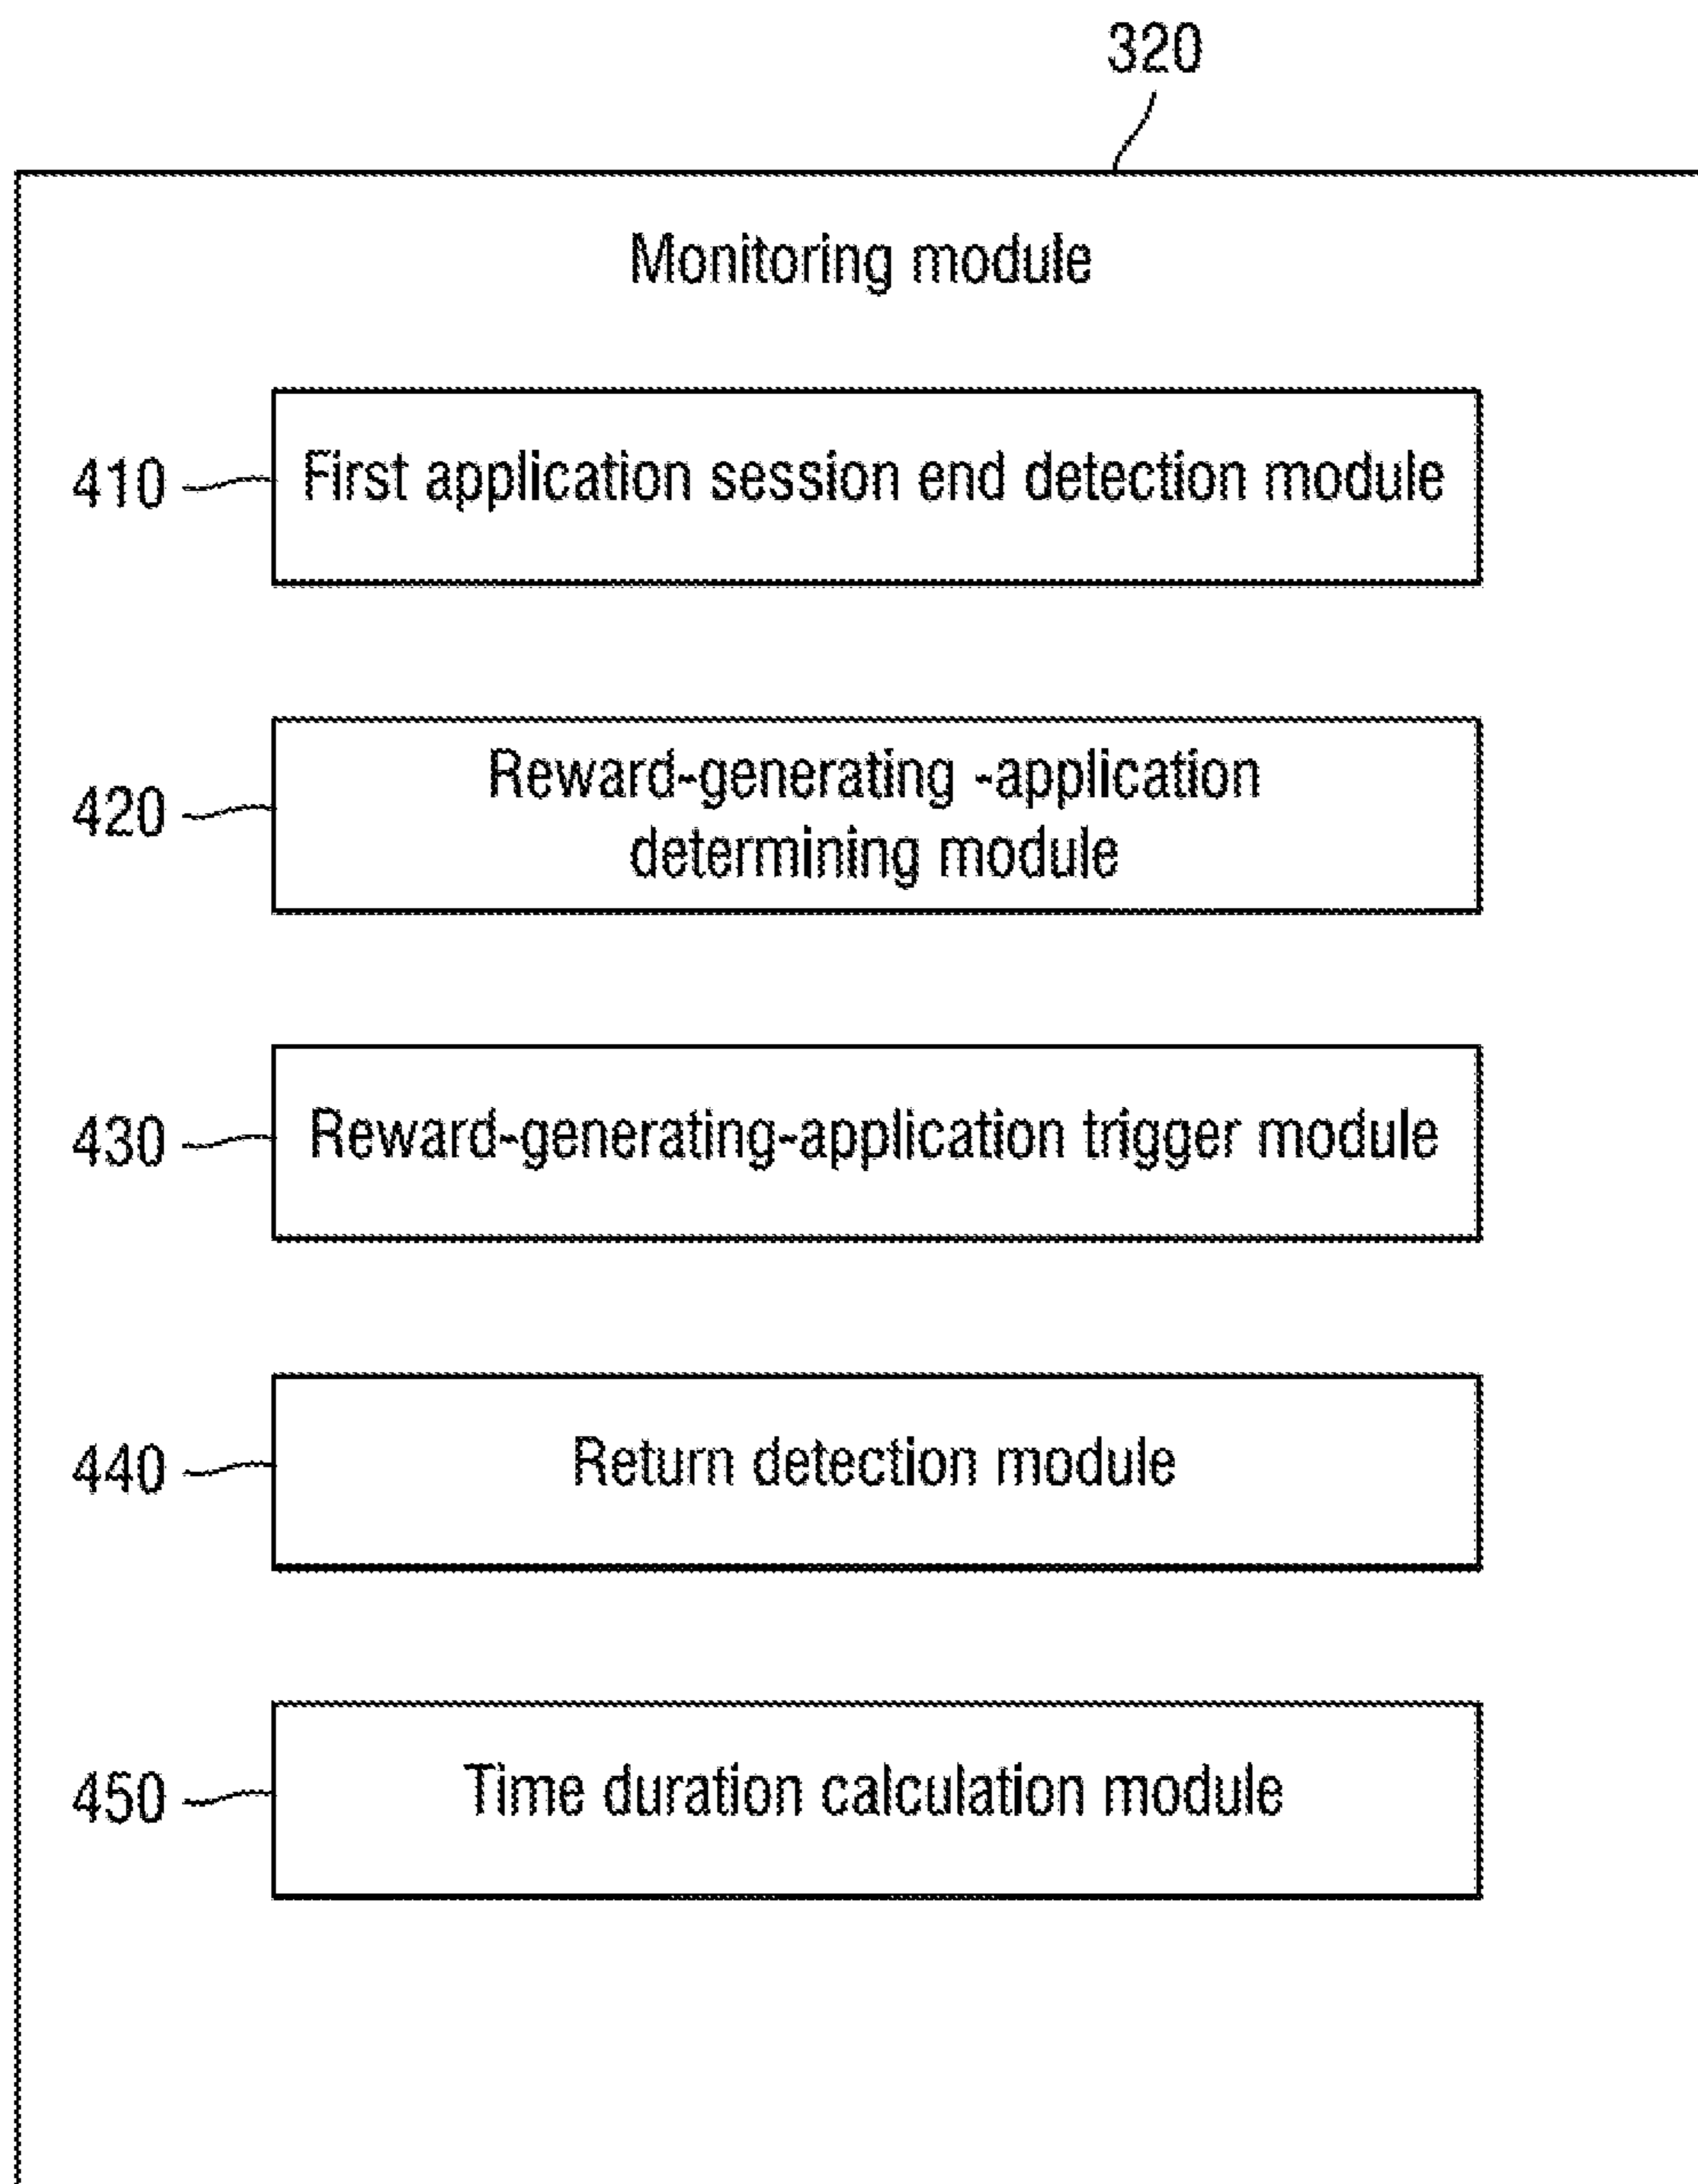 320
Monitoring module
410
First application session end detection module
420
Reward-generating -application
determining module
430
Reward-generating-application trigger module
440
Return detection module
450
Time duration calculation module